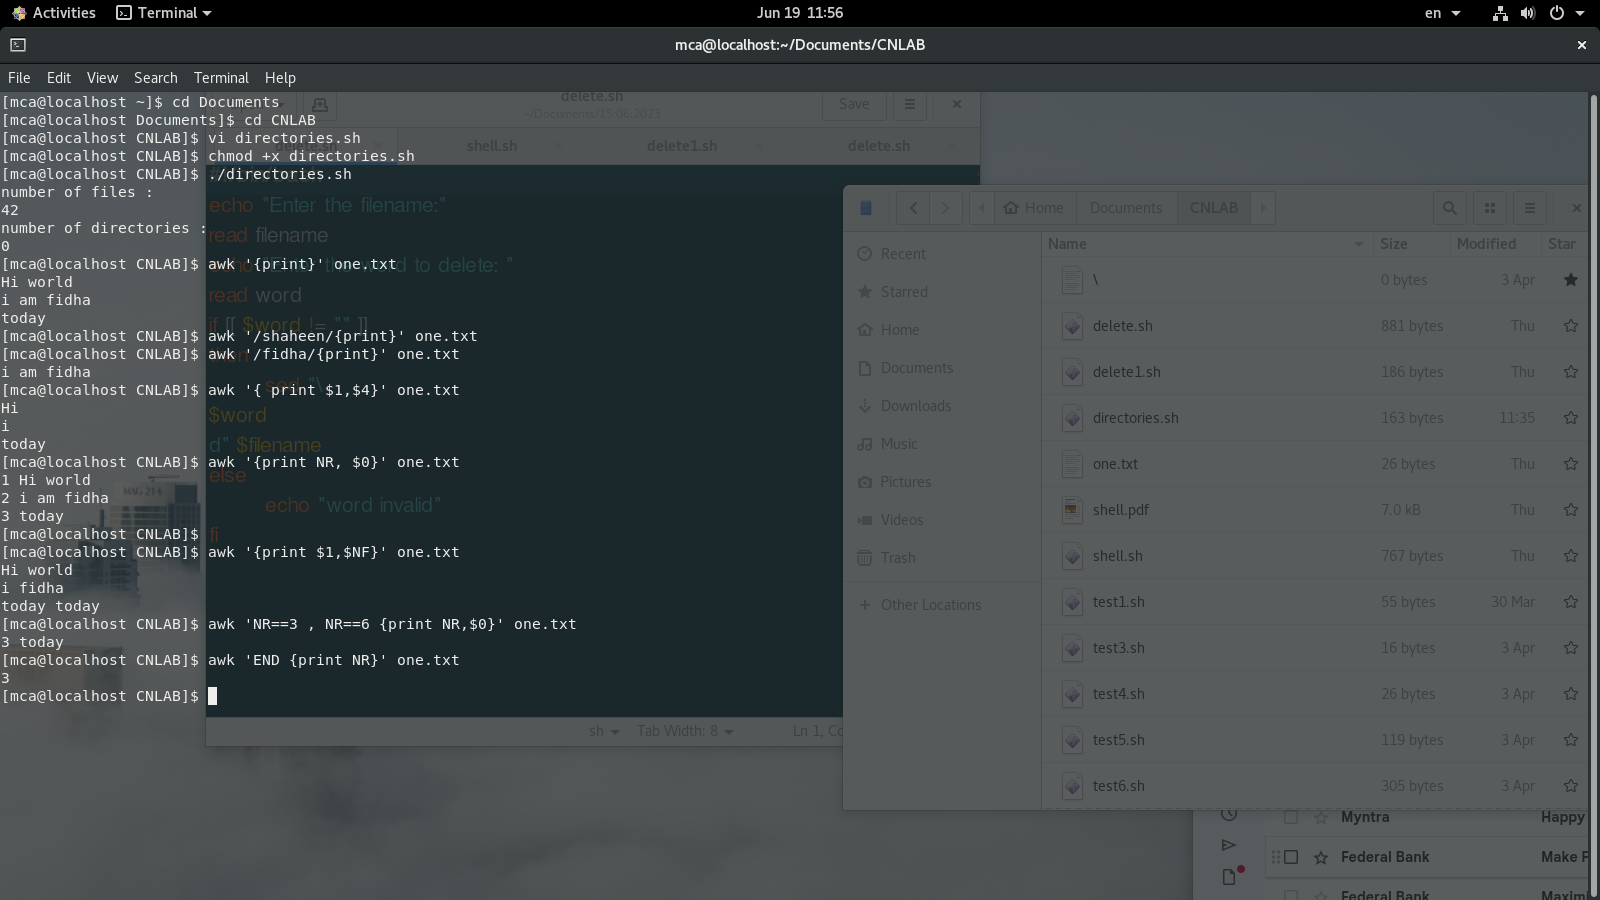 Activities
Terminal
Jun 19 11:56
en
mca@localhost:~/Documents/CNLAB
File Edit View Search Terminal Help
[mca@localhost ~]$ cd Documents
[mca@localhost Documents]$ cd CNLAB
[mca@localhost CNLAB]$ vi directories.sh
[mca@localhost CNLAB]$ chmod +x directories.sh
[mca@localhost CNLAB]$ ./directories.sh
number of files :
42
number of directories :
0
[mca@localhost CNLAB]$ awk '{print}' one.txt
Hi world
i am fidha
today
[mca@localhost CNLAB]$ awk '/shaheen/{print}' one.txt
[mca@localhost CNLAB]$ awk '/fidha/{print}' one.txt
i am fidha
[mca@localhost CNLAB]$ awk '{ print $1,$4}' one.txt
Hi
i
today
[mca@localhost CNLAB]$ awk '{print NR, $0}' one.txt
1 Hi world
2 i am fidha
3 today
[mca@localhost CNLAB]$
[mca@localhost CNLAB]$ awk '{print $1,$NF}' one.txt
Hi world
i fidha
today today
[mca@localhost CNLAB]$ awk 'NR==3 , NR==6 {print NR,$0}' one.txt
3 today
[mca@localhost CNLAB]$ awk 'END {print NR}' one.txt
3
[mca@localhost CNLAB]$
delete.sh
~/Documents/15:06:2023
Save
delete.sh
shell.sh
delete1.sh
delete.sh
echo "Enter the filename:"
read filename
echo "Enter the word to delete: "
read word
if [[ $word != "" ]]
then
sed "\
$word
d" $filename
else
echo "word invalid"
fi
sh
Tab Width: 8
Ln 1,
Home
Documents
CNLAB
Recent
Starred
Home
Documents
Downloads
Music
Pictures
Videos
Trash
Other Locations
Name Size Modified Star
\ 0 bytes 3 Apr
delete.sh 881 bytes Thu
delete1.sh 186 bytes Thu
directories.sh 163 bytes 11:35
one.txt 26 bytes Thu
shell.pdf 7.0 kB Thu
shell.sh 767 bytes Thu
test1.sh 55 bytes 30 Mar
test3.sh 16 bytes 3 Apr
test4.sh 26 bytes 3 Apr
test5.sh 119 bytes 3 Apr
test6.sh 305 bytes 3 Apr
Myntra Happy
Federal Bank Make
Federal Bank
MAG 214